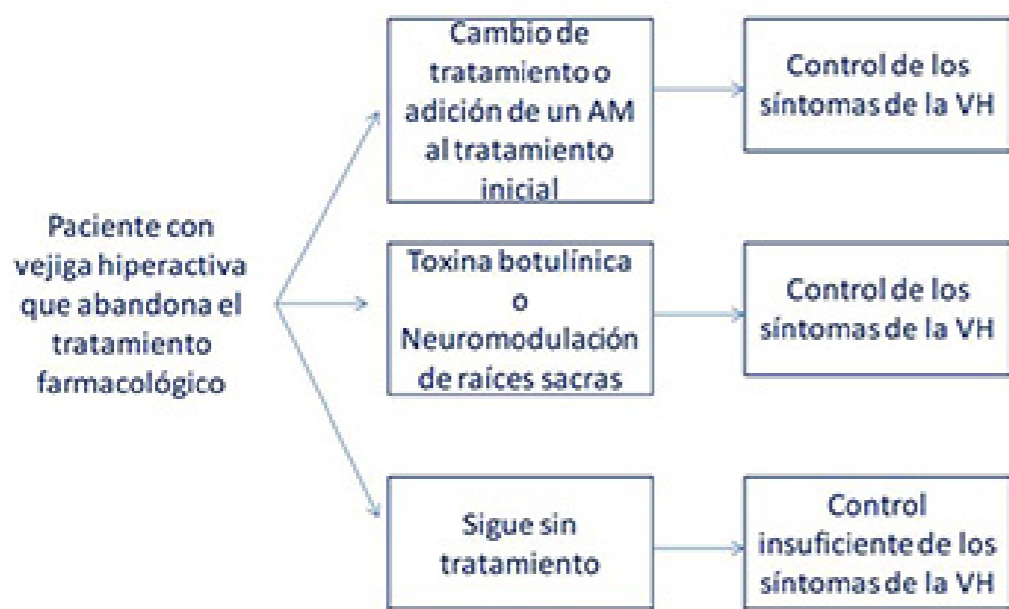 Paciente con
vejiga hiperactiva
que abandona el
tratamiento
farmacológico
Cambio de
tratamiento o
adición de un AM
al tratamiento
inicial
Control de los
síntomas de la VH
Toxina botulínica
o
Neuromodulación
de raíces sacras
Control de los
síntomas de la VH
Sigue sin
tratamiento
Control
insuficiente de los
síntomas de la VH